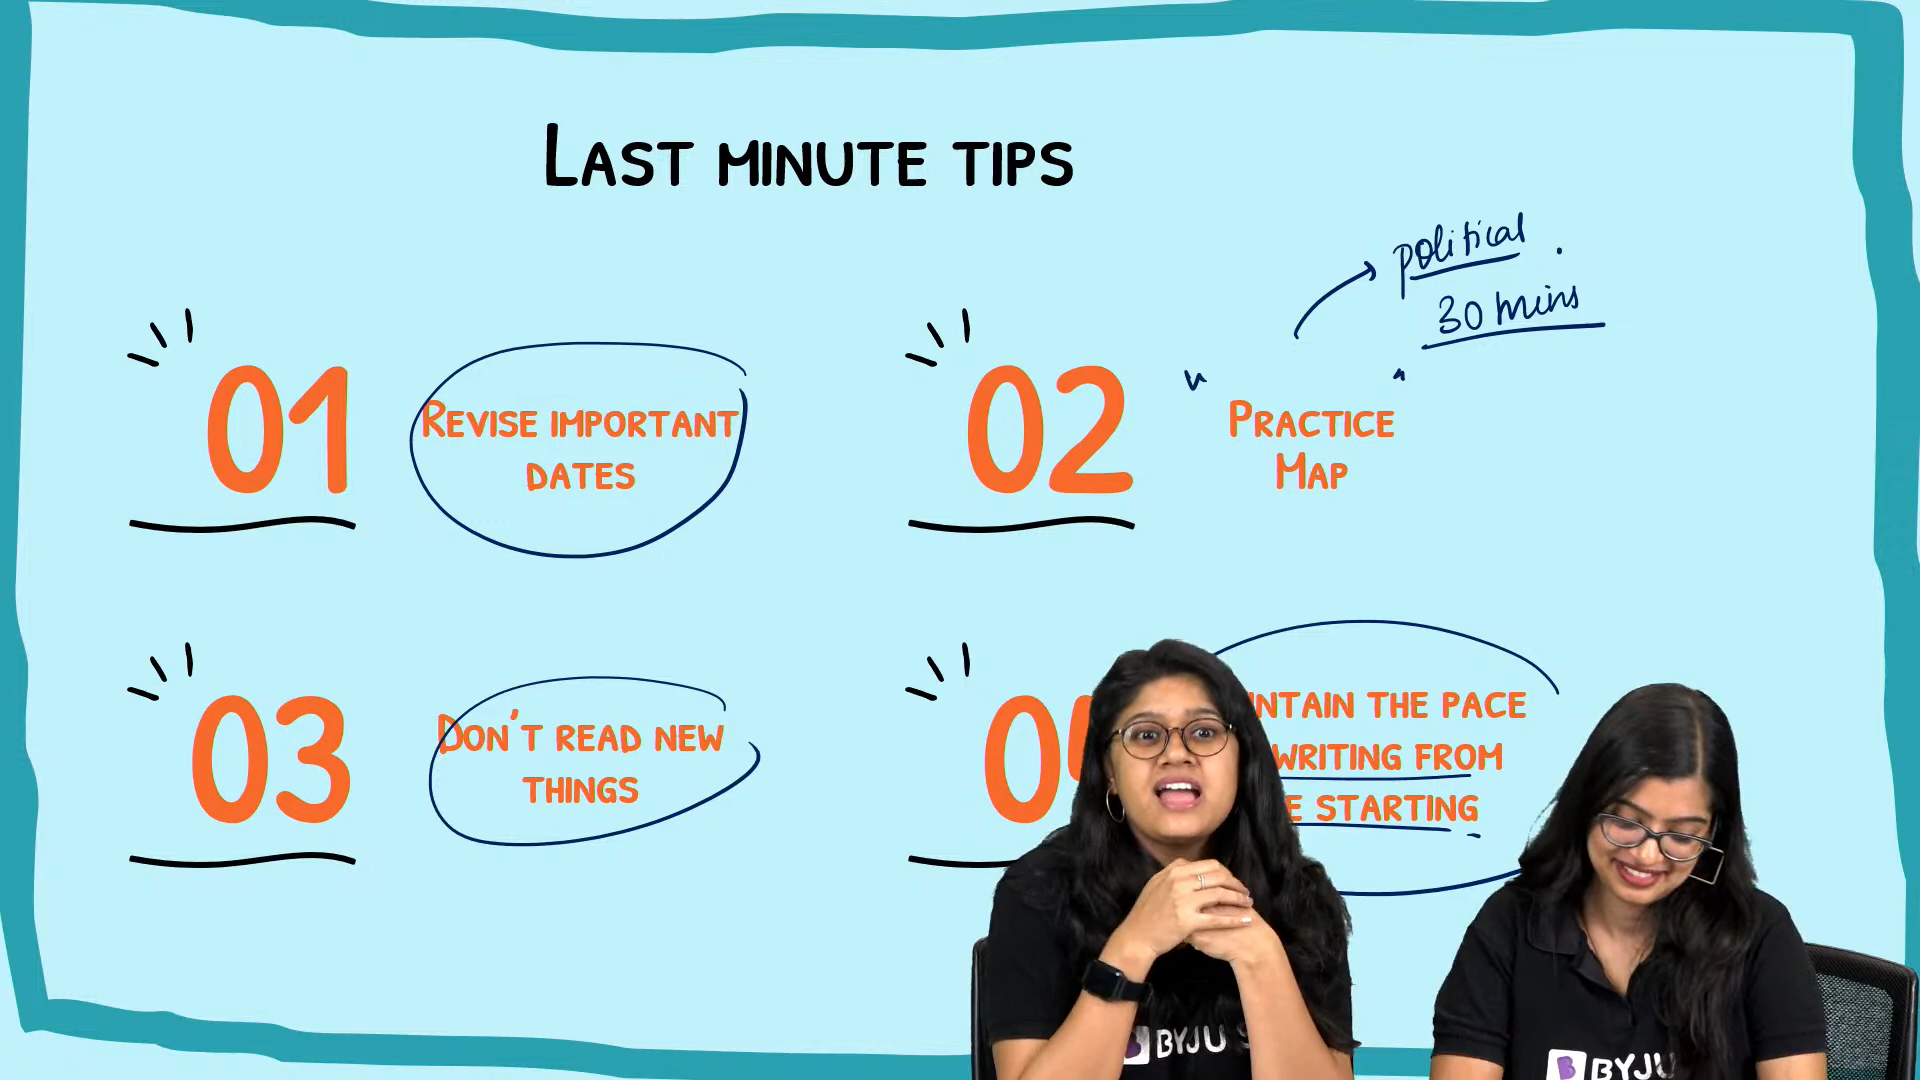 LAST MINUTE TIPS
political.
30 mins
01
REVISE IMPORTANT
DATES
02
" "
PRACTICE
MAP
03
DON'T READ NEW
THINGS
THE PACE
WRITING FROM
STARTING
BYJU
BYJU